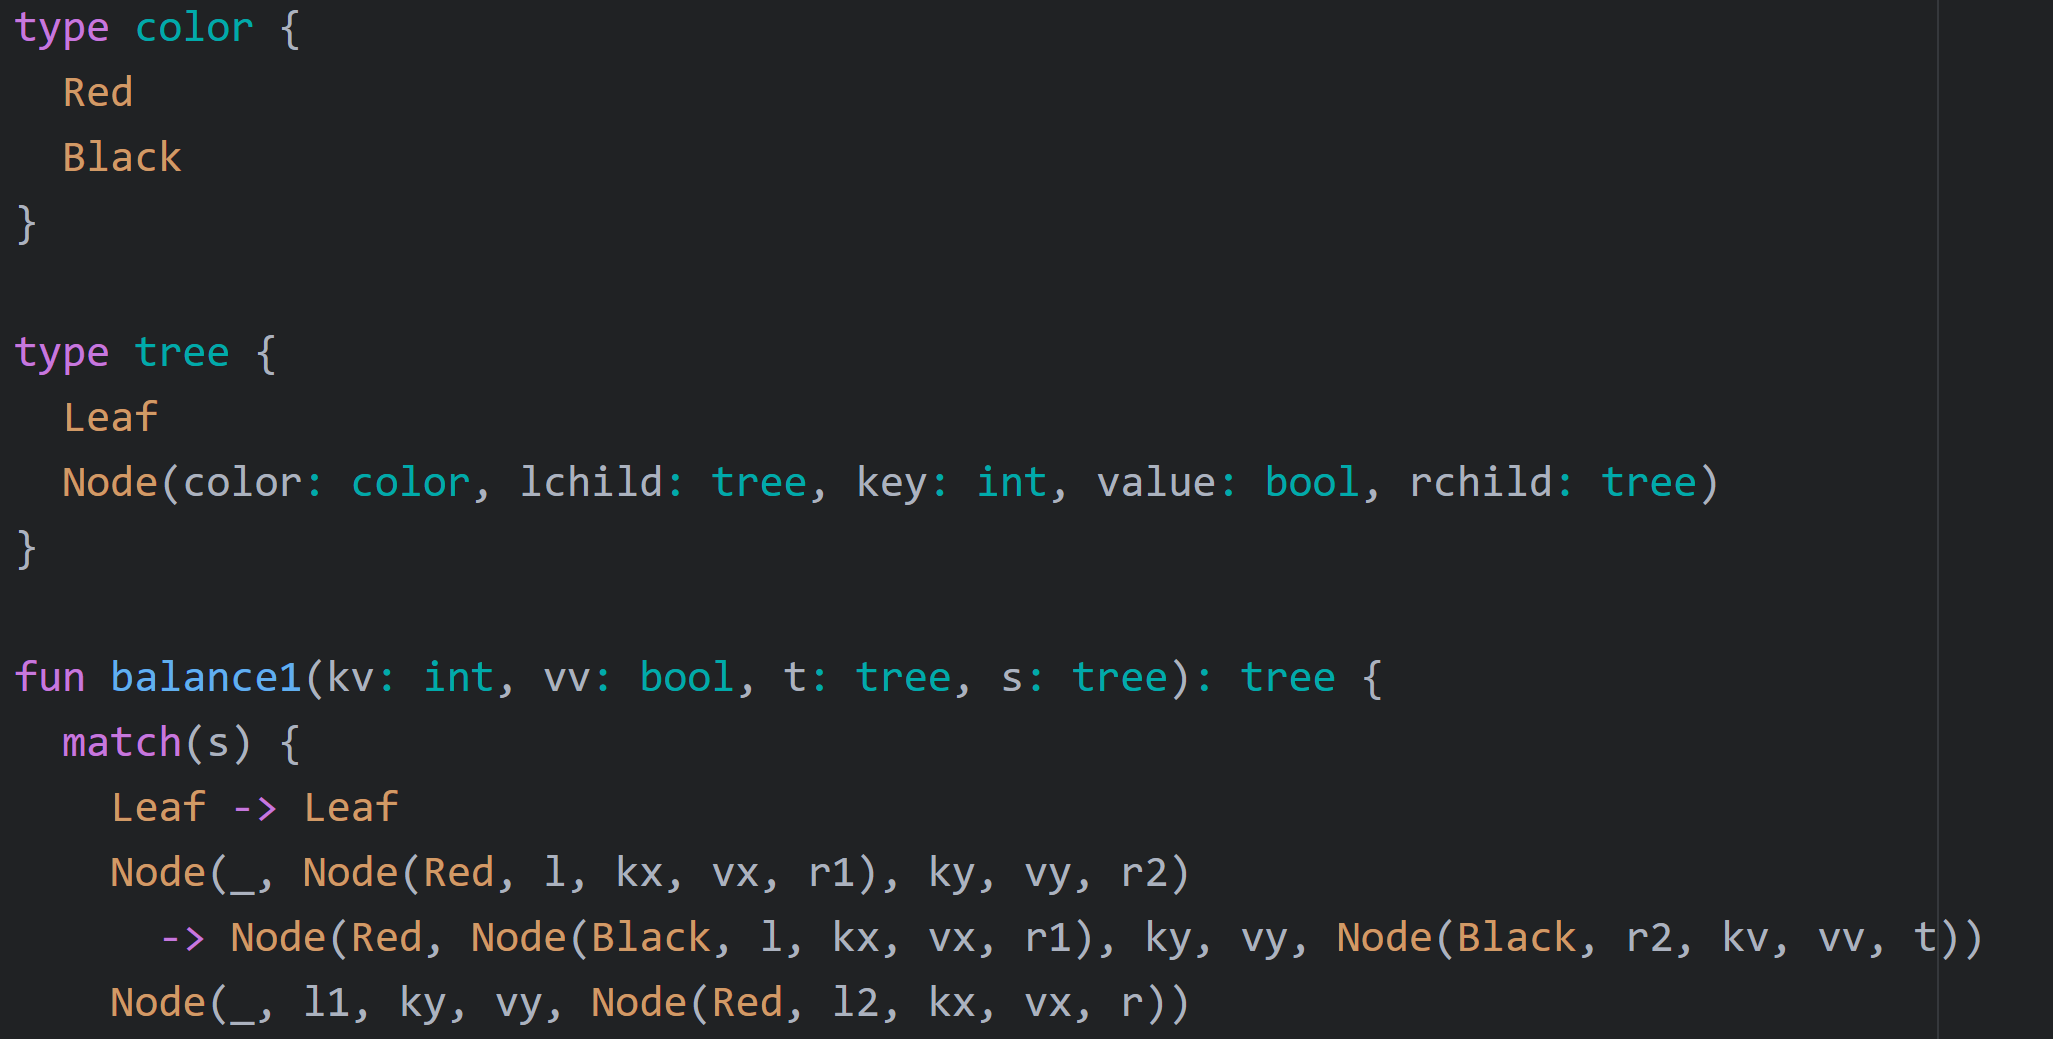 type color {
  Red
  Black
}

type tree {
  Leaf
  Node(color: color, lchild: tree, key: int, value: bool, rchild: tree)
}

fun balance1(kv: int, vv: bool, t: tree, s: tree): tree {
  match(s) {
    Leaf -> Leaf
    Node(_, Node(Red, l, kx, vx, r1), ky, vy, r2)
      -> Node(Red, Node(Black, l, kx, vx, r1), ky, vy, Node(Black, r2, kv, vv, t))
    Node(_, l1, ky, vy, Node(Red, l2, kx, vx, r))